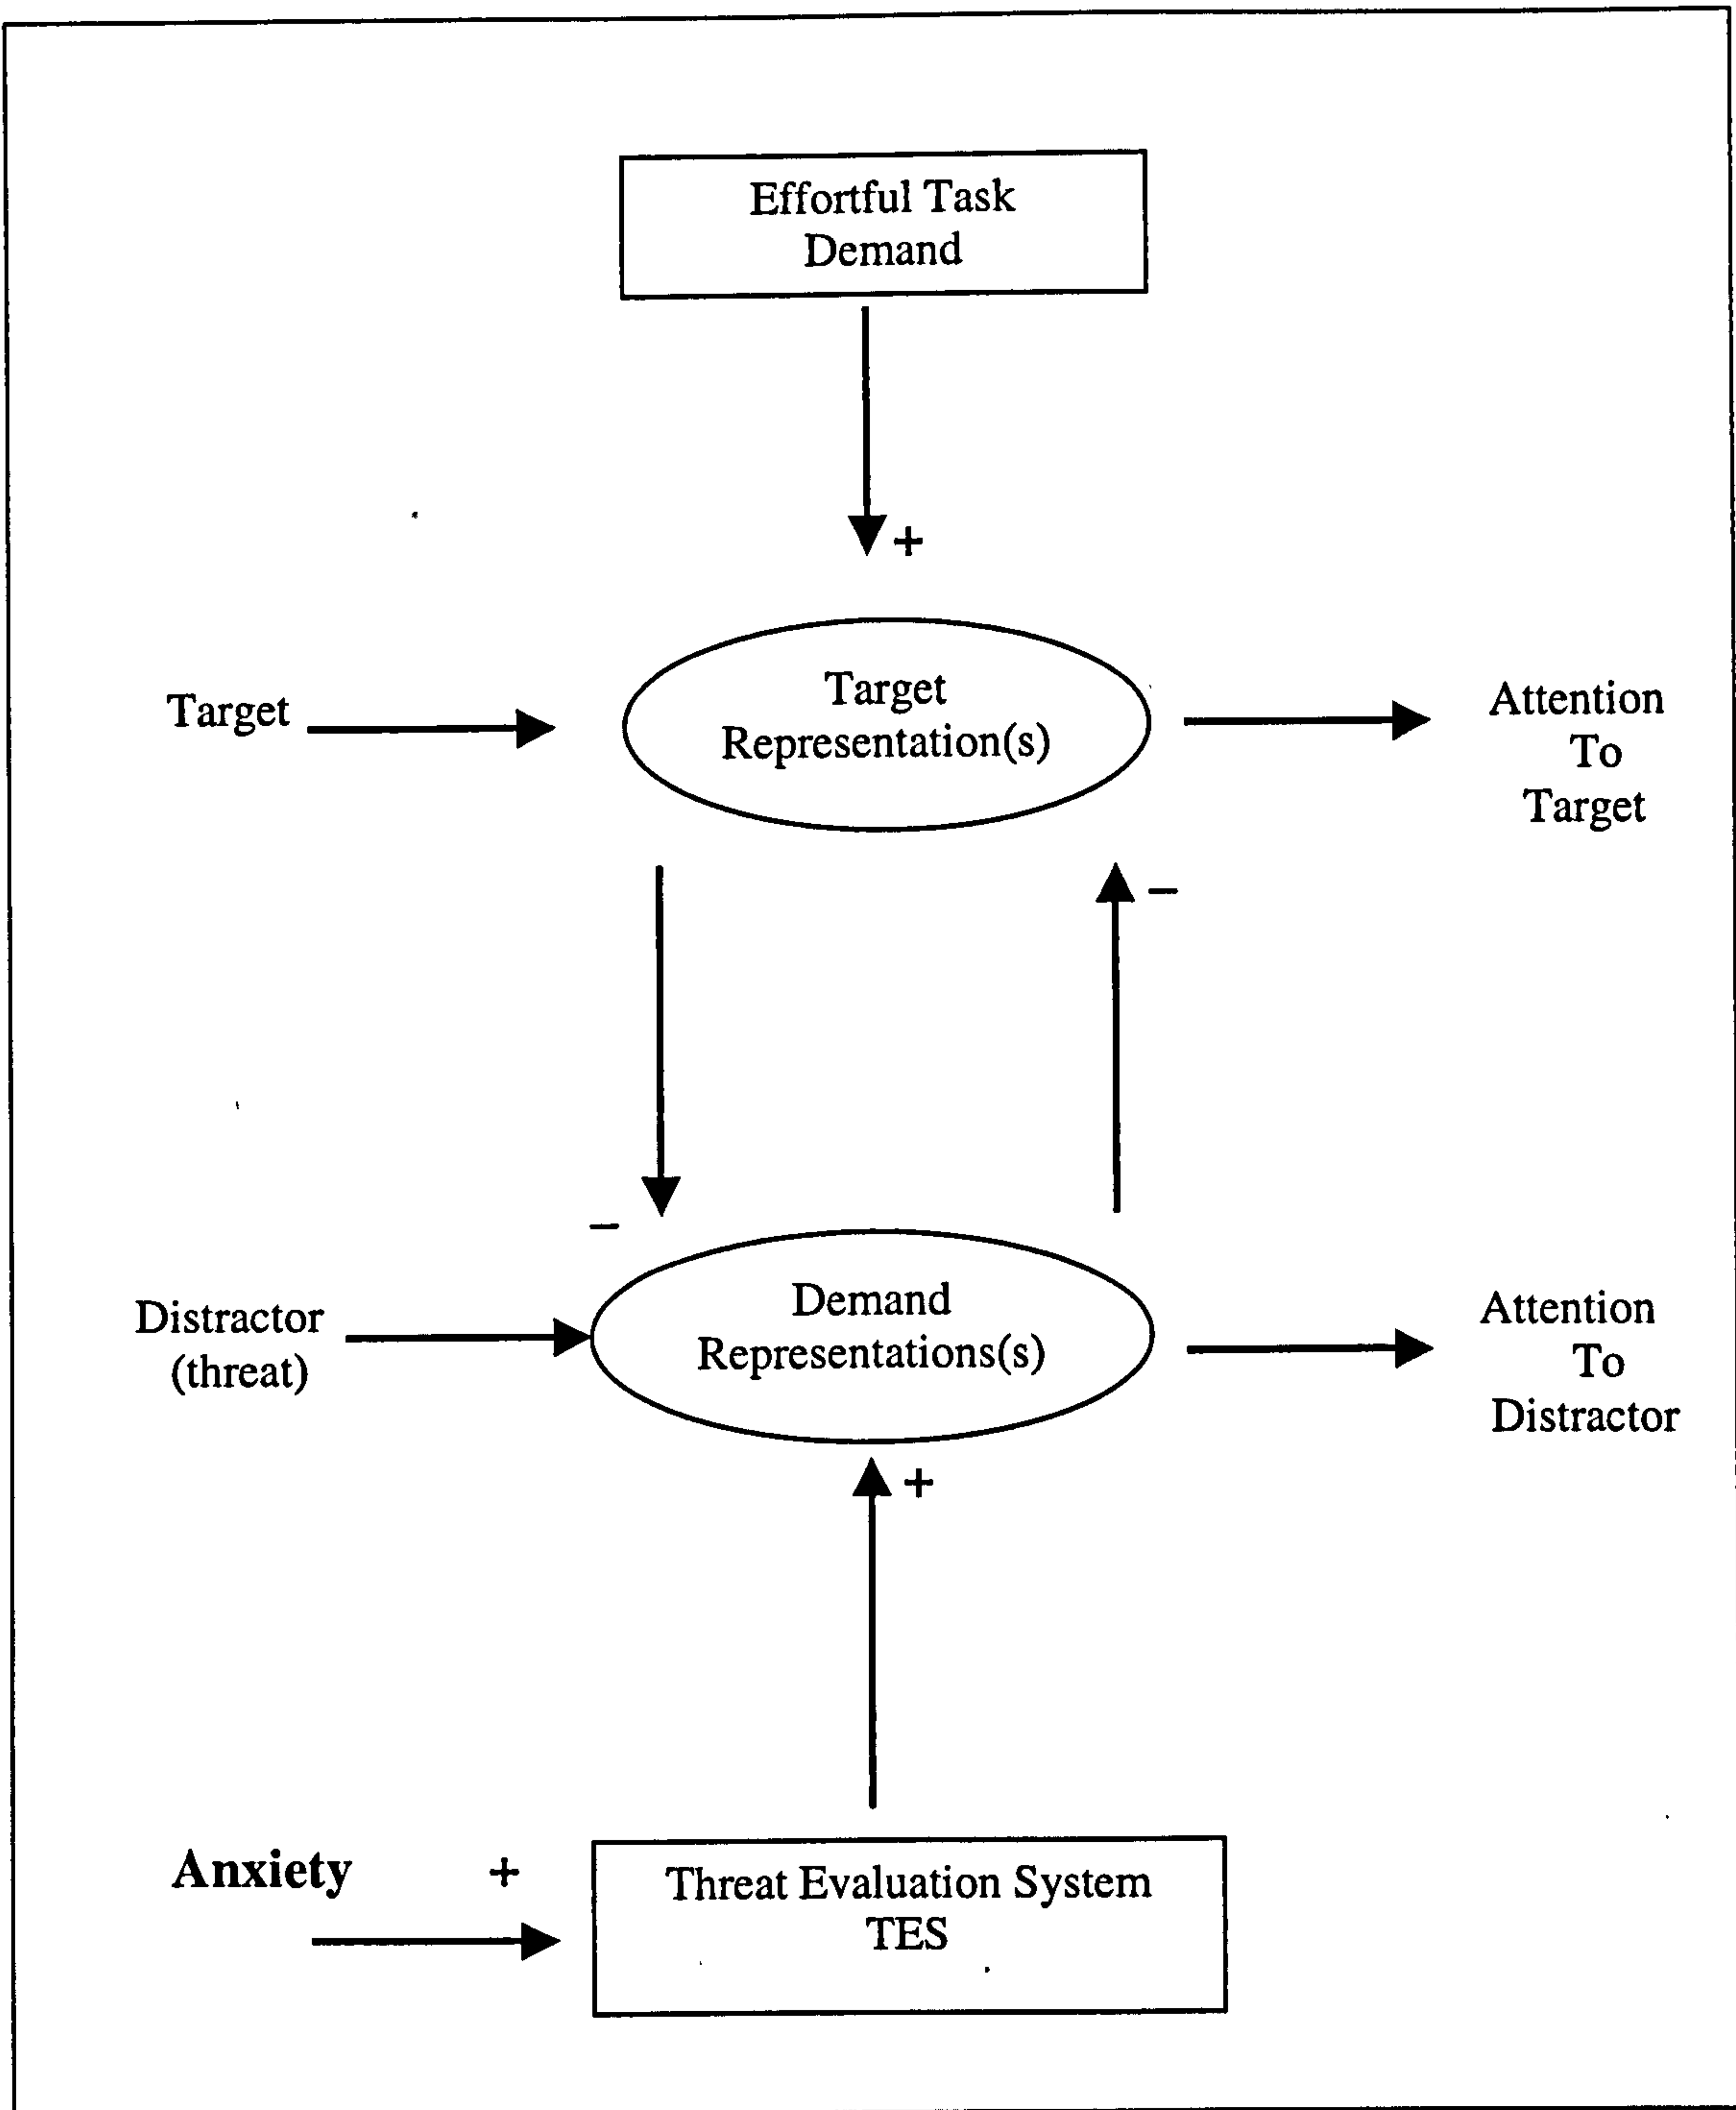 Effortful Task
Demand
+
Target
Target
Representation(s)
Attention
To
Target
−
−
Distractor
(threat)
Demand
Representations(s)
Attention
To
Distractor
+
Anxiety +
Threat Evaluation System
TES